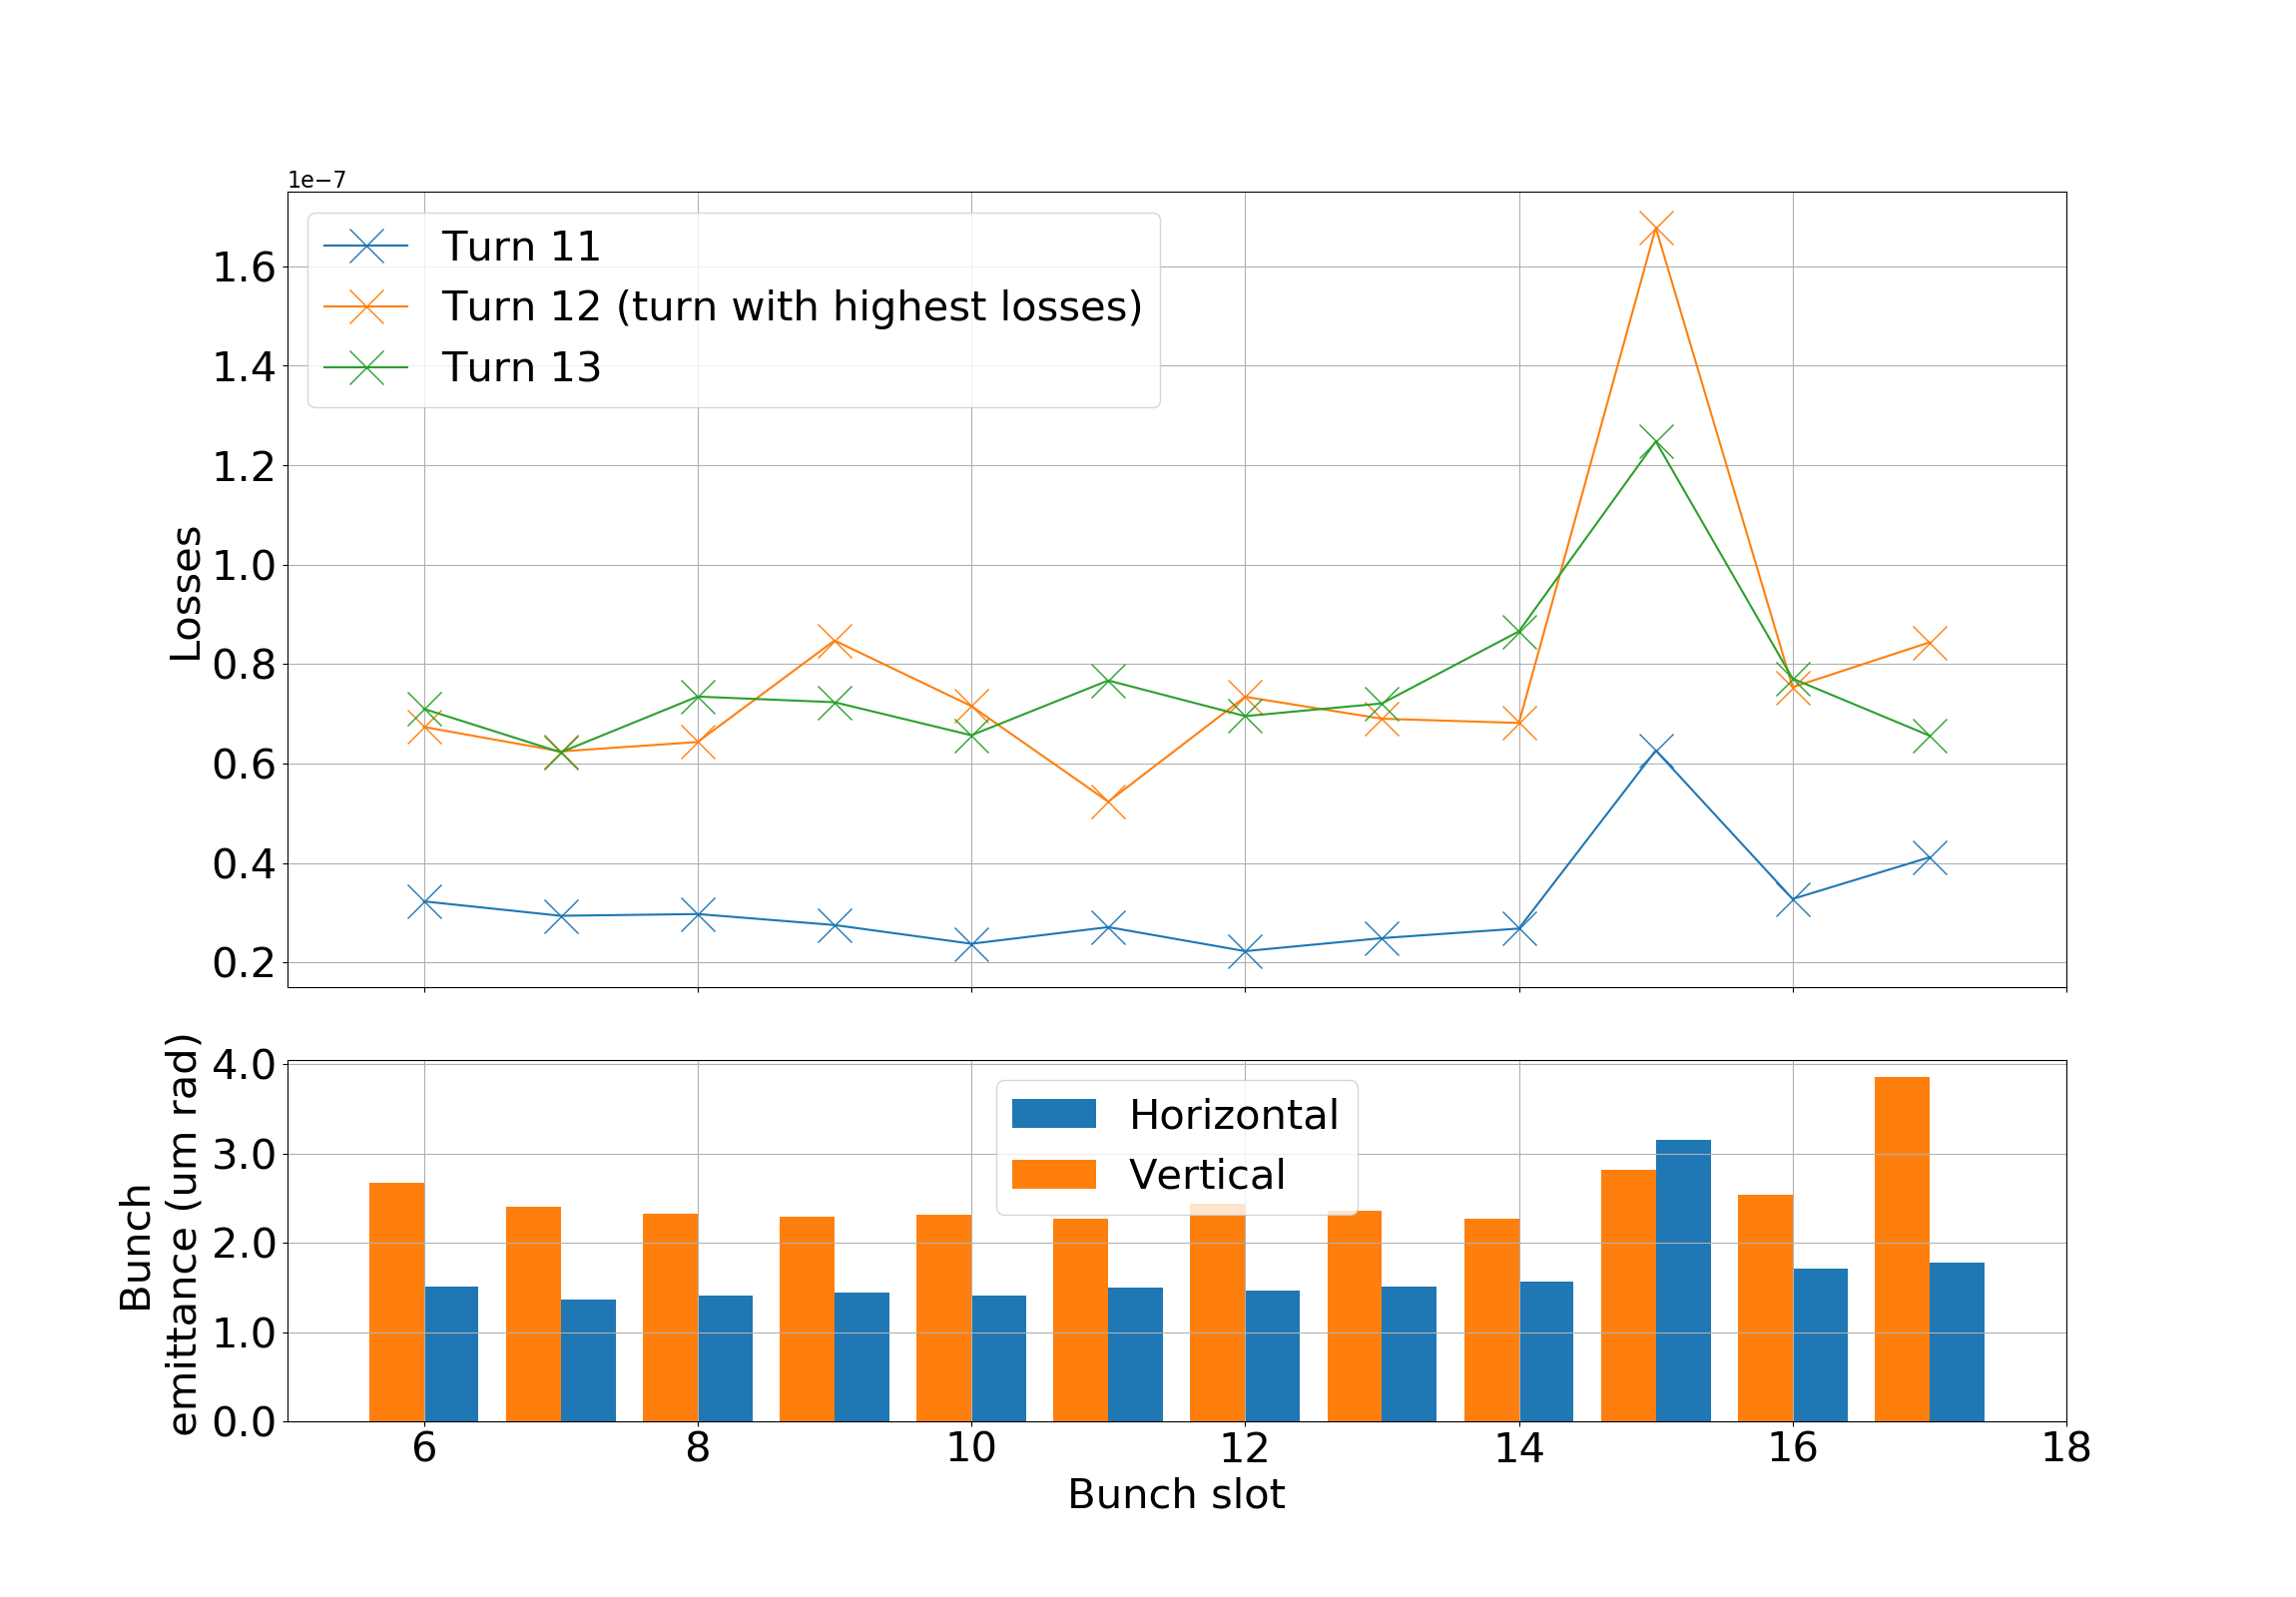 1e−7
Turn 11
Turn 12 (turn with highest losses)
Turn 13
1.6
1.4
1.2
1.0
0.8
0.6
0.4
0.2
Losses
Horizontal
Vertical
4.0
3.0
2.0
1.0
0.0
Bunch
emittance (um rad)
6 8 10 12 14 16 18
Bunch slot